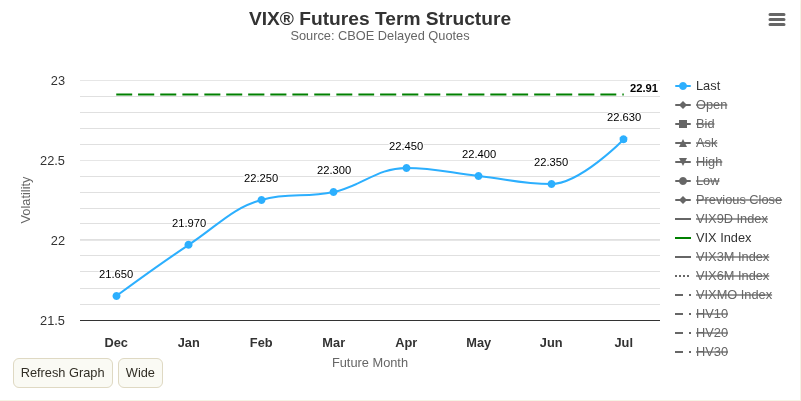 VIX® Futures Term Structure
Source: CBOE Delayed Quotes
23
22.5
22
21.5
Volatility
22.91
21.650
21.970
22.250
22.300
22.450
22.400
22.350
22.630
Dec Jan Feb Mar Apr May Jun Jul
Future Month
Last
Open
Bid
Ask
High
Low
Previous Close
VIX9D Index
VIX Index
VIX3M Index
VIX6M Index
VIXMO Index
HV10
HV20
HV30
Refresh Graph Wide